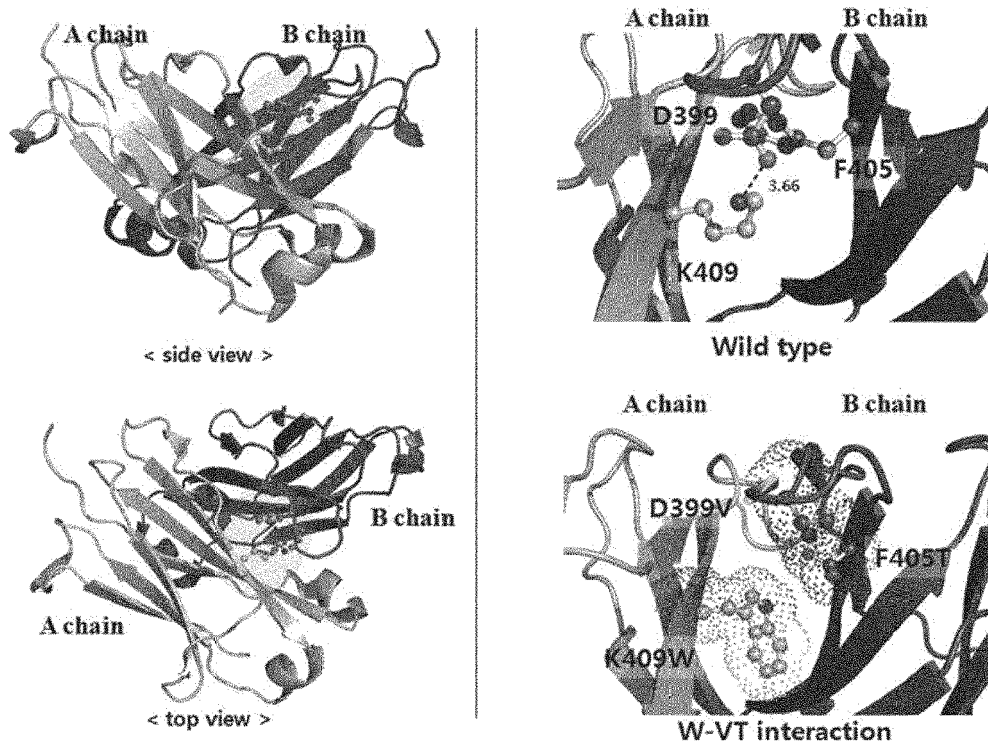 A chain
B chain
< side view >
A chain
B chain
< top view >
A chain
B chain
D399
F405
3.66
K409
Wild type
A chain
B chain
D399V
F405T
K409W
W-VT interaction